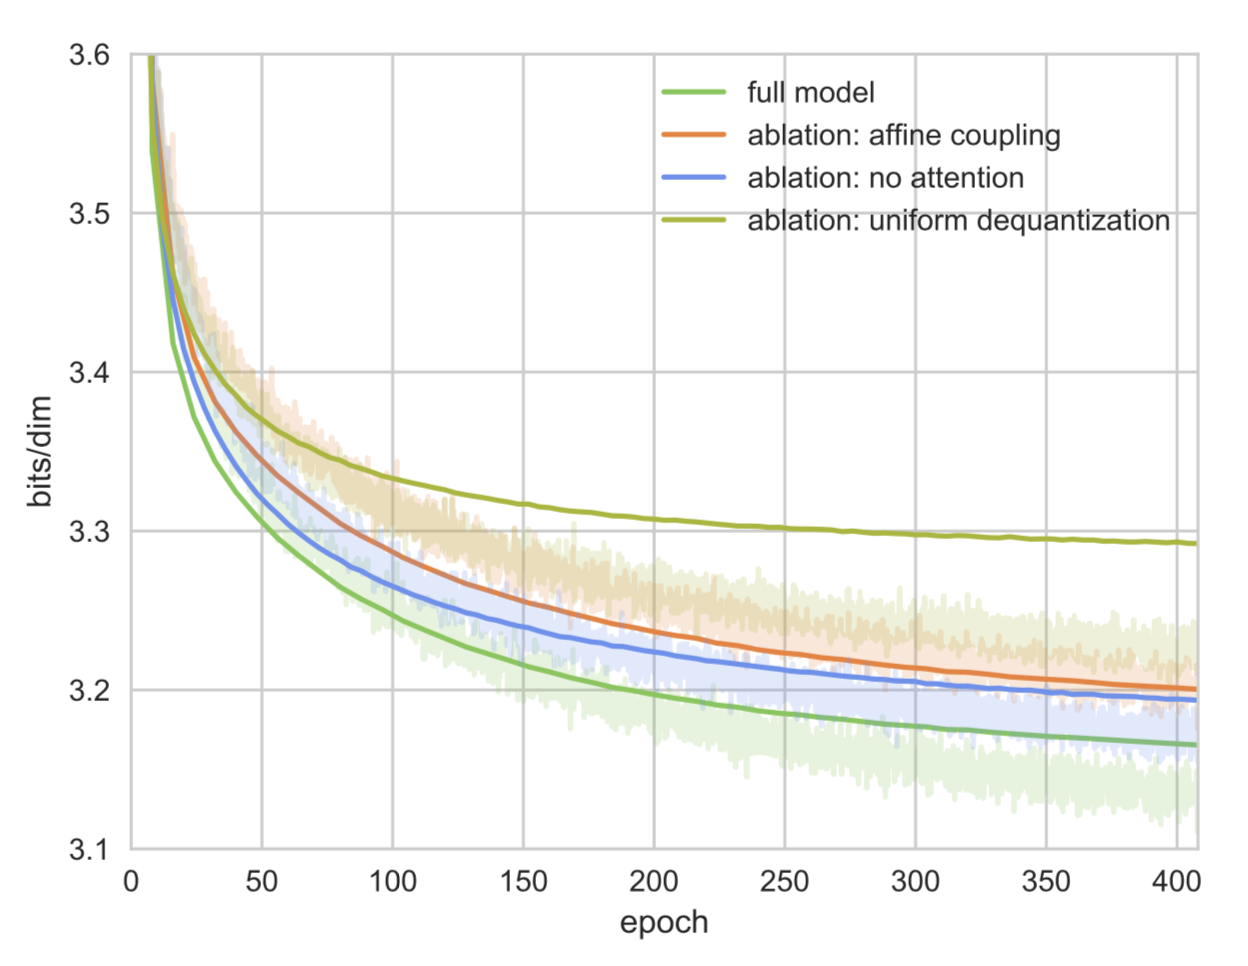 3.6
3.5
3.4
3.3
3.2
3.1
bits/dim
full model
ablation: affine coupling
ablation: no attention
ablation: uniform dequantization
0 50 100 150 200 250 300 350 400
epoch